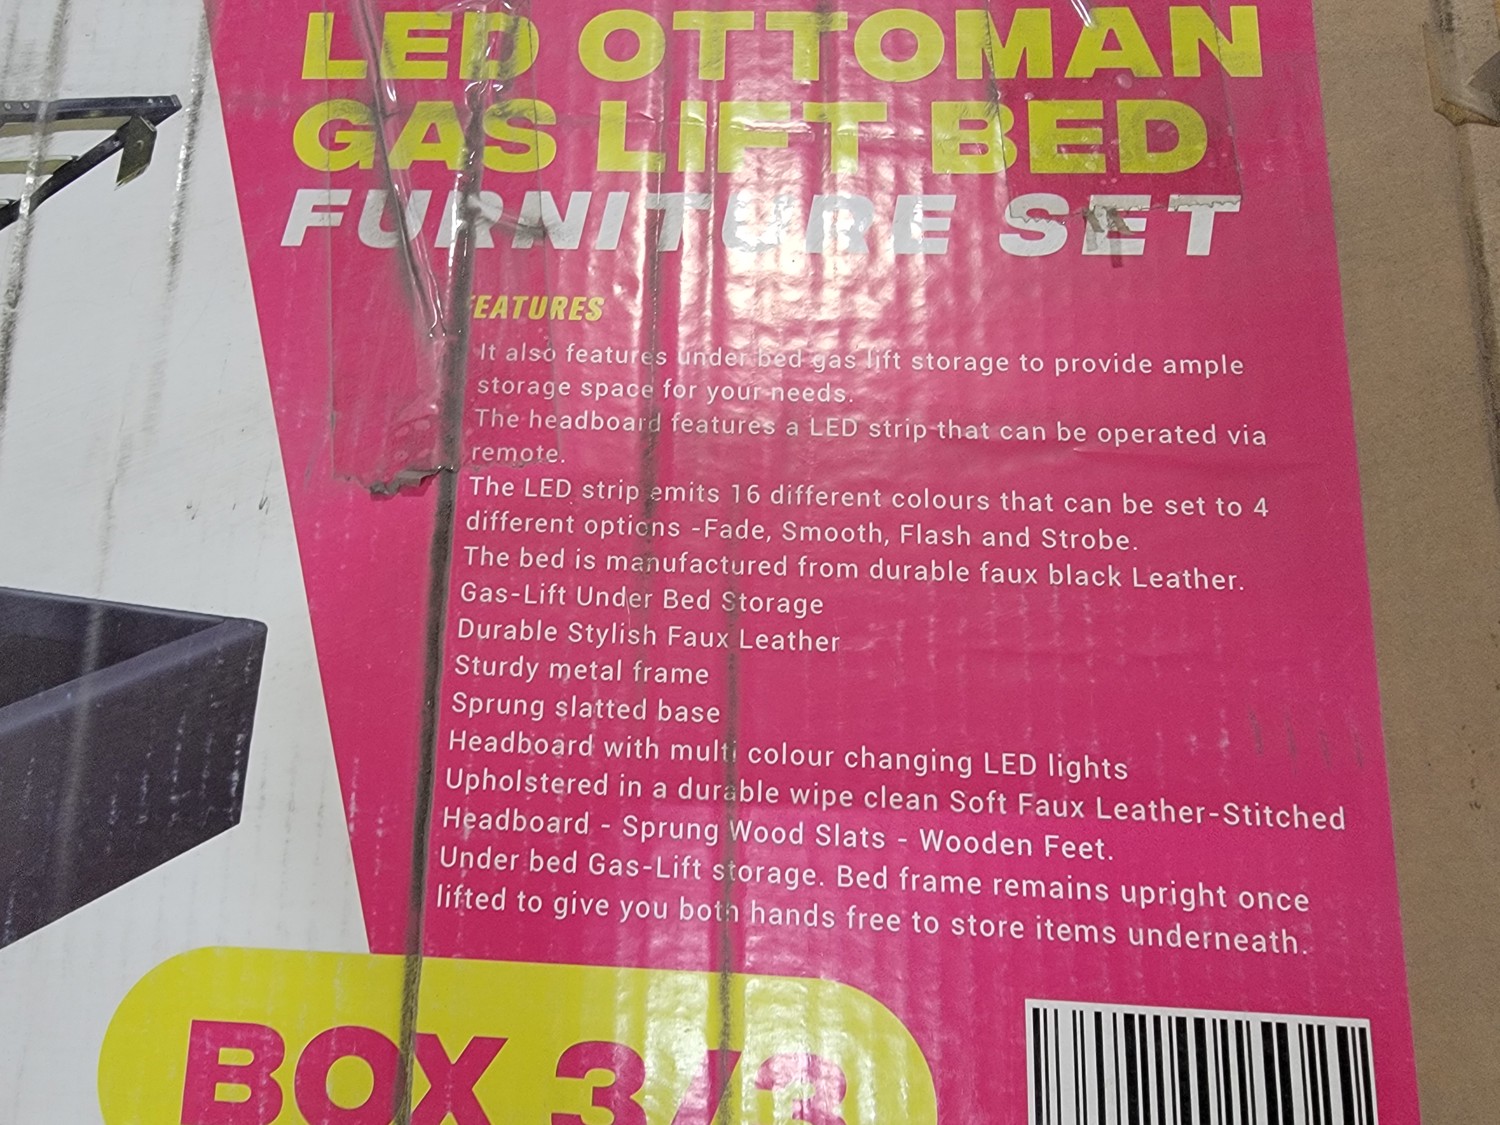 LED OTTOMAN
GAS LIFT BED
FURNITURE SET
FEATURES
It also features under bed gas lift storage to provide ample
storage space for your needs.
The headboard features a LED strip that can be operated via
remote.
The LED strip emits 16 different colours that can be set to 4
different options -Fade, Smooth, Flash and Strobe.
The bed is manufactured from durable faux black Leather.
Gas-Lift Under Bed Storage
Durable Stylish Faux Leather
Sturdy metal frame
Sprung slatted base
Headboard with multi colour changing LED lights
Upholstered in a durable wipe clean Soft Faux Leather-Stitched
Headboard - Sprung Wood Slats - Wooden Feet.
Under bed Gas-Lift storage. Bed frame remains upright once
lifted to give you both hands free to store items underneath.
BOX 3/3